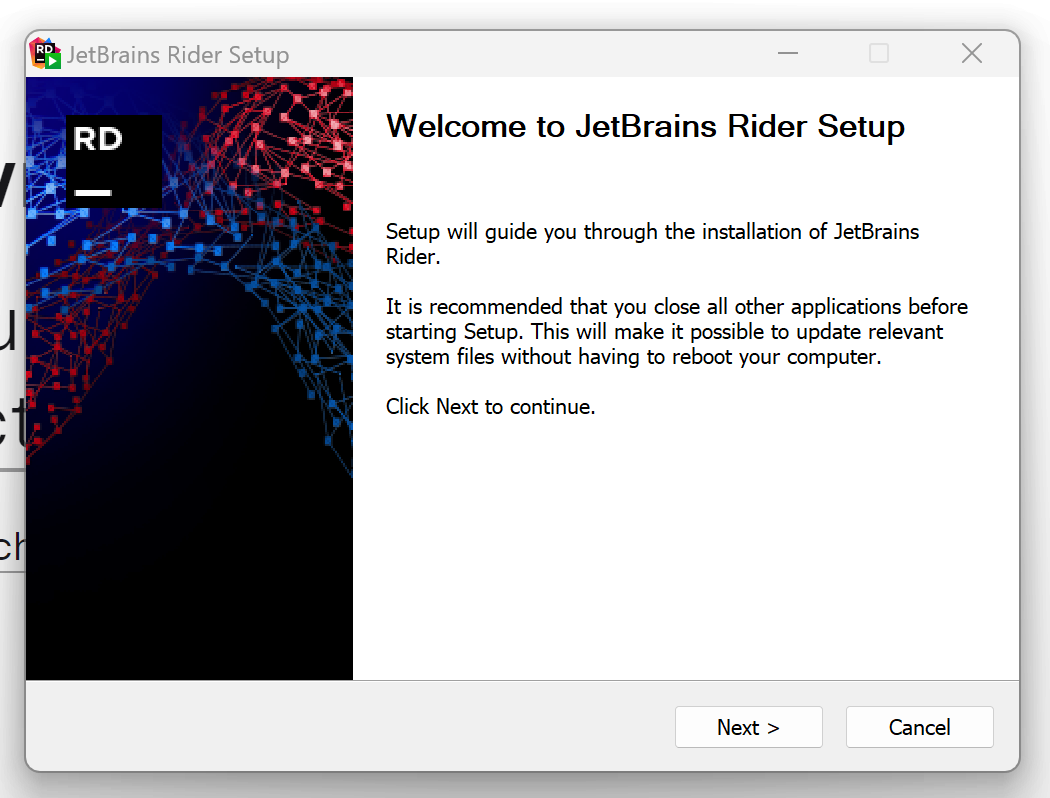 JetBrains Rider Setup
RD
Welcome to JetBrains Rider Setup
Setup will guide you through the installation of JetBrains
Rider.
It is recommended that you close all other applications before
starting Setup. This will make it possible to update relevant
system files without having to reboot your computer.
Click Next to continue.
Next >
Cancel